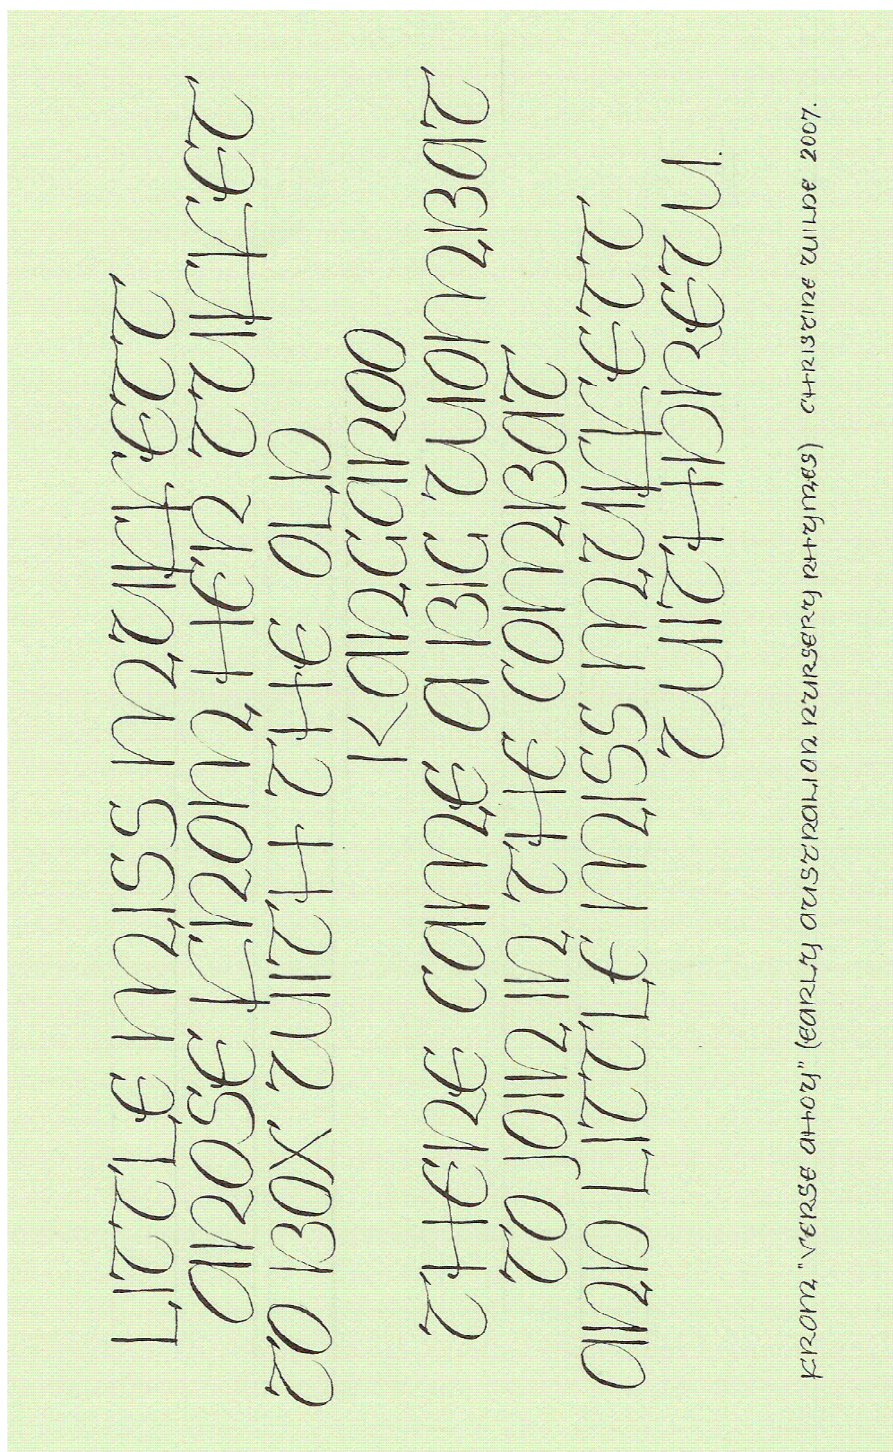 LITTLE MISS MUFFETT
AROSE FROM HER TUFFET
TO BOX WITH THE OLD
KANGAROO
THERE CAME A BIG WOMBAT
TO JOIN IN THE COMBAT
AND LITTLE MISS MUFFETT
WITHDREW.
FROM "VERSE AHOY" (EARLY AUSTRALIAN NURSERY RHYMES) CHRISTINE WILDE 2007.